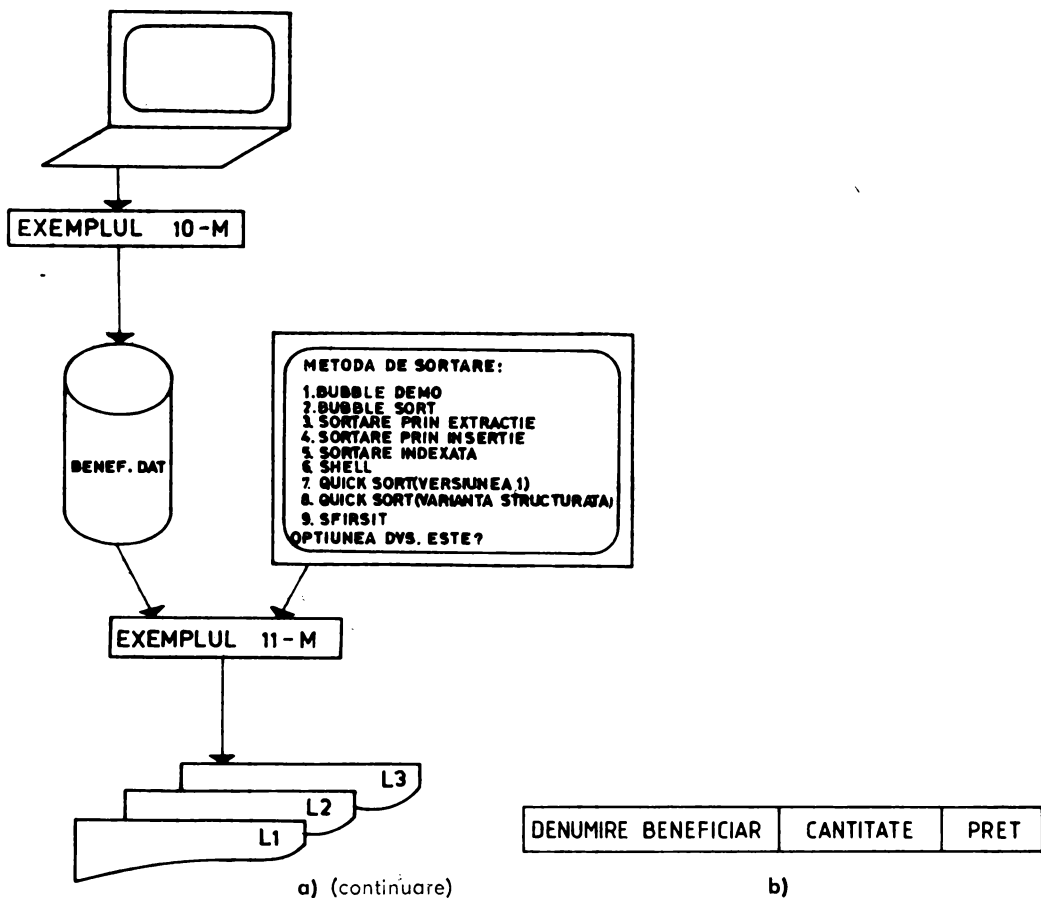 EXEMPLUL 10-M
BENEF. DAT
METODA DE SORTARE:
1. BUBBLE DEMO
2. BUBBLE SORT
3. SORTARE PRIN EXTRACTIE
4. SORTARE PRIN INSERTIE
5. SORTARE INDEXATA
6. SHELL
7. QUICK SORT(VERSIUNEA 1)
8. QUICK SORT(VARIANTA STRUCTURATA)
9. SFIRSIT
OPTIUNEA DVS. ESTE?
EXEMPLUL 11-M
L3
L2
L1
DENUMIRE BENEFICIAR CANTITATE PRET
a) (continuare) b)